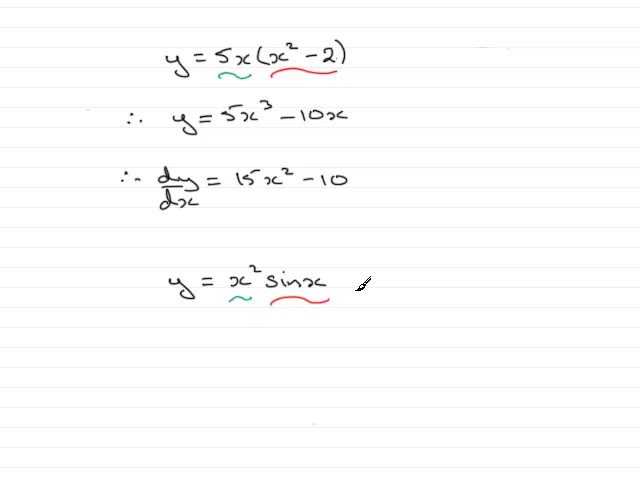 y = 5x(x² - 2)
∴ y = 5x³ - 10x
∴ dy/dx = 15x² - 10
y = x² sinx